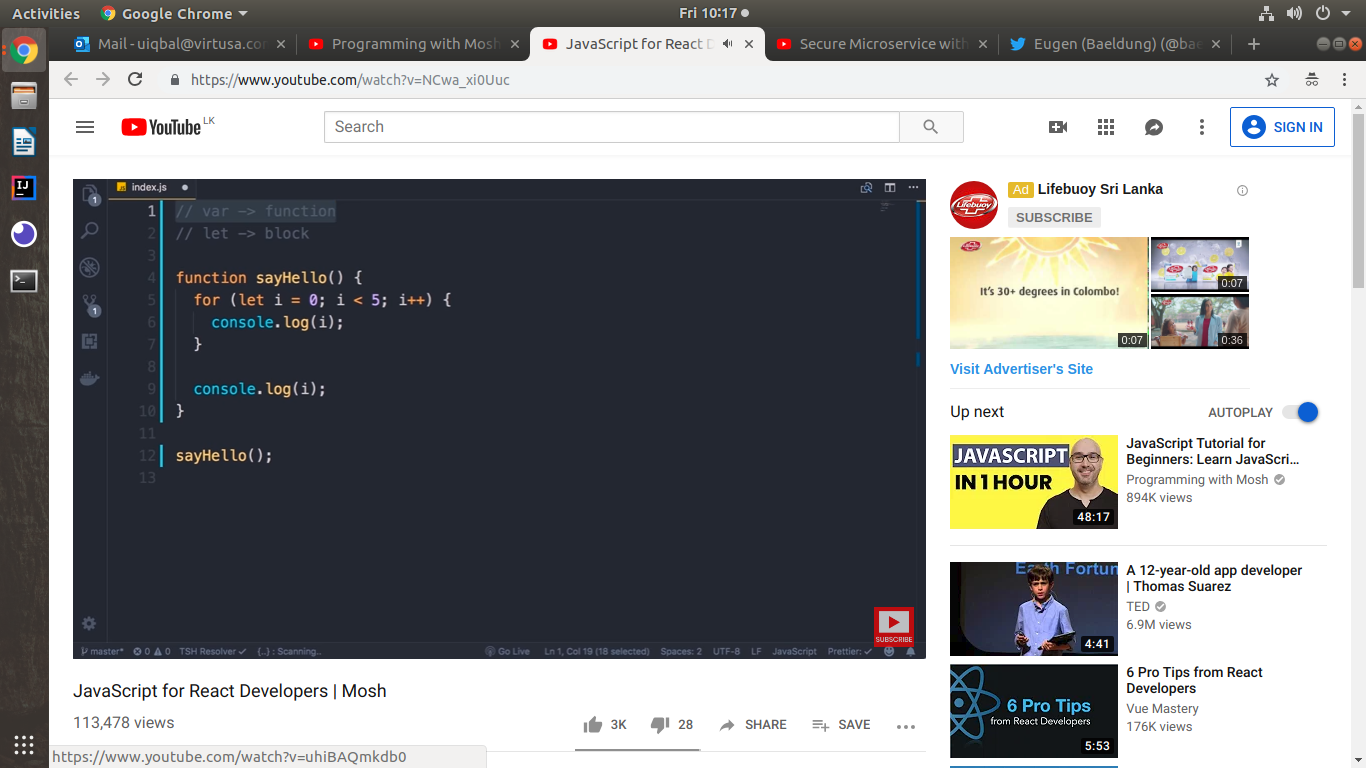 Activities Google Chrome Fri 10:17
Mail - uiqbal@virtusa.co
Programming with Mosh
JavaScript for React D
Secure Microservice with
Eugen (Baeldung) (@bae
https://www.youtube.com/watch?v=NCwa_xi0Uuc
YouTube LK
Search
SIGN IN
index.js
1 // var -> function
2 // let -> block
3
4 function sayHello() {
5 for (let i = 0; i < 5; i++) {
6 console.log(i);
7 }
8
9 console.log(i);
10 }
11
12 sayHello();
13
1
1
SUBSCRIBE
master* 0 0 TSH Resolver ✓ {..} : Scanning.. Go Live Ln 1, Col 19 (18 selected) Spaces: 2 UTF-8 LF JavaScript Prettier: ✓
JavaScript for React Developers | Mosh
113,478 views
3K 28 SHARE SAVE
https://www.youtube.com/watch?v=uhiBAQmkdb0
Ad Lifebuoy Sri Lanka
SUBSCRIBE
Lifebuoy
It's 30+ degrees in Colombo!
0:07
0:07
0:36
Visit Advertiser's Site
Up next AUTOPLAY
JAVASCRIPT
IN 1 HOUR
48:17
JavaScript Tutorial for
Beginners: Learn JavaScri...
Programming with Mosh
894K views
Earth Fortun
4:41
A 12-year-old app developer
| Thomas Suarez
TED
6.9M views
6 Pro Tips
from React Developers
5:53
6 Pro Tips from React
Developers
Vue Mastery
176K views